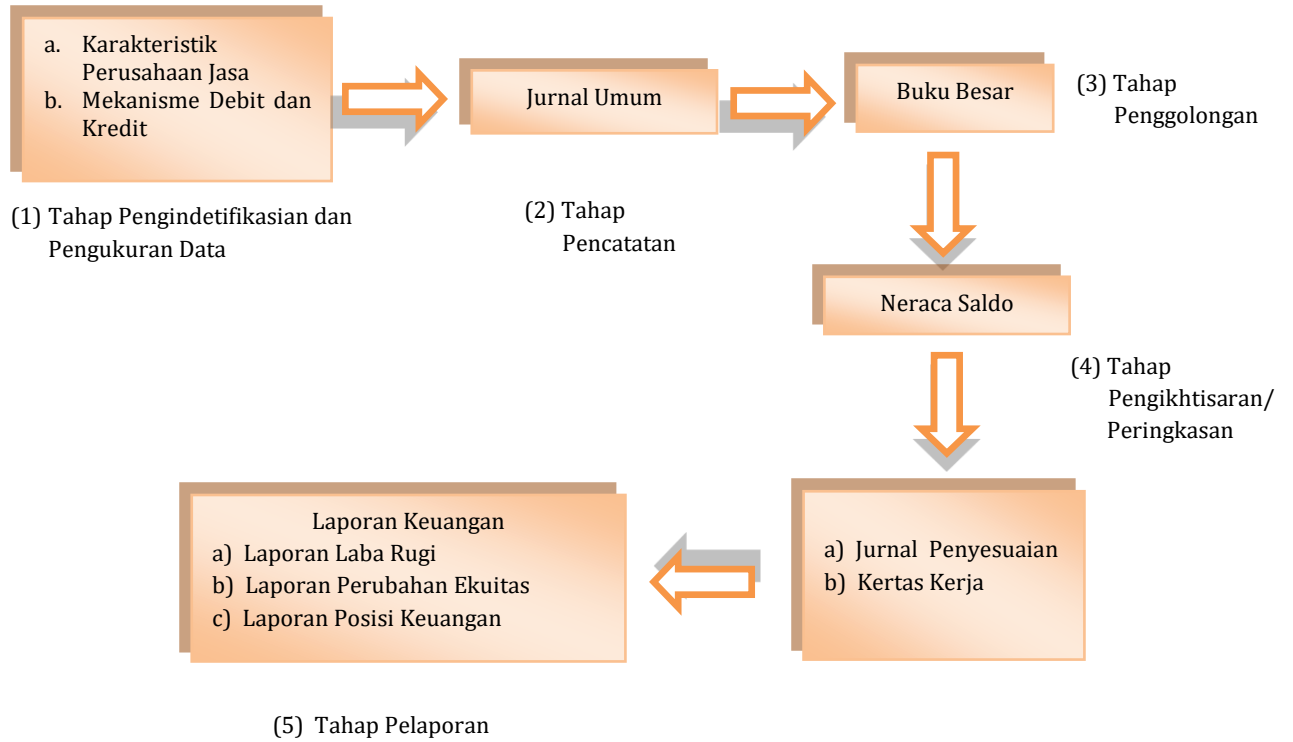 a. Karakteristik
Perusahaan Jasa
b. Mekanisme Debit dan
Kredit
(1) Tahap Pengindetifikasian dan
Pengukuran Data
Jurnal Umum
(2) Tahap
Pencatatan
Buku Besar
(3) Tahap
Penggolongan
Neraca Saldo
(4) Tahap
Pengikhtisaran/
Peringkasan
a) Jurnal Penyesuaian
b) Kertas Kerja
Laporan Keuangan
a) Laporan Laba Rugi
b) Laporan Perubahan Ekuitas
c) Laporan Posisi Keuangan
(5) Tahap Pelaporan